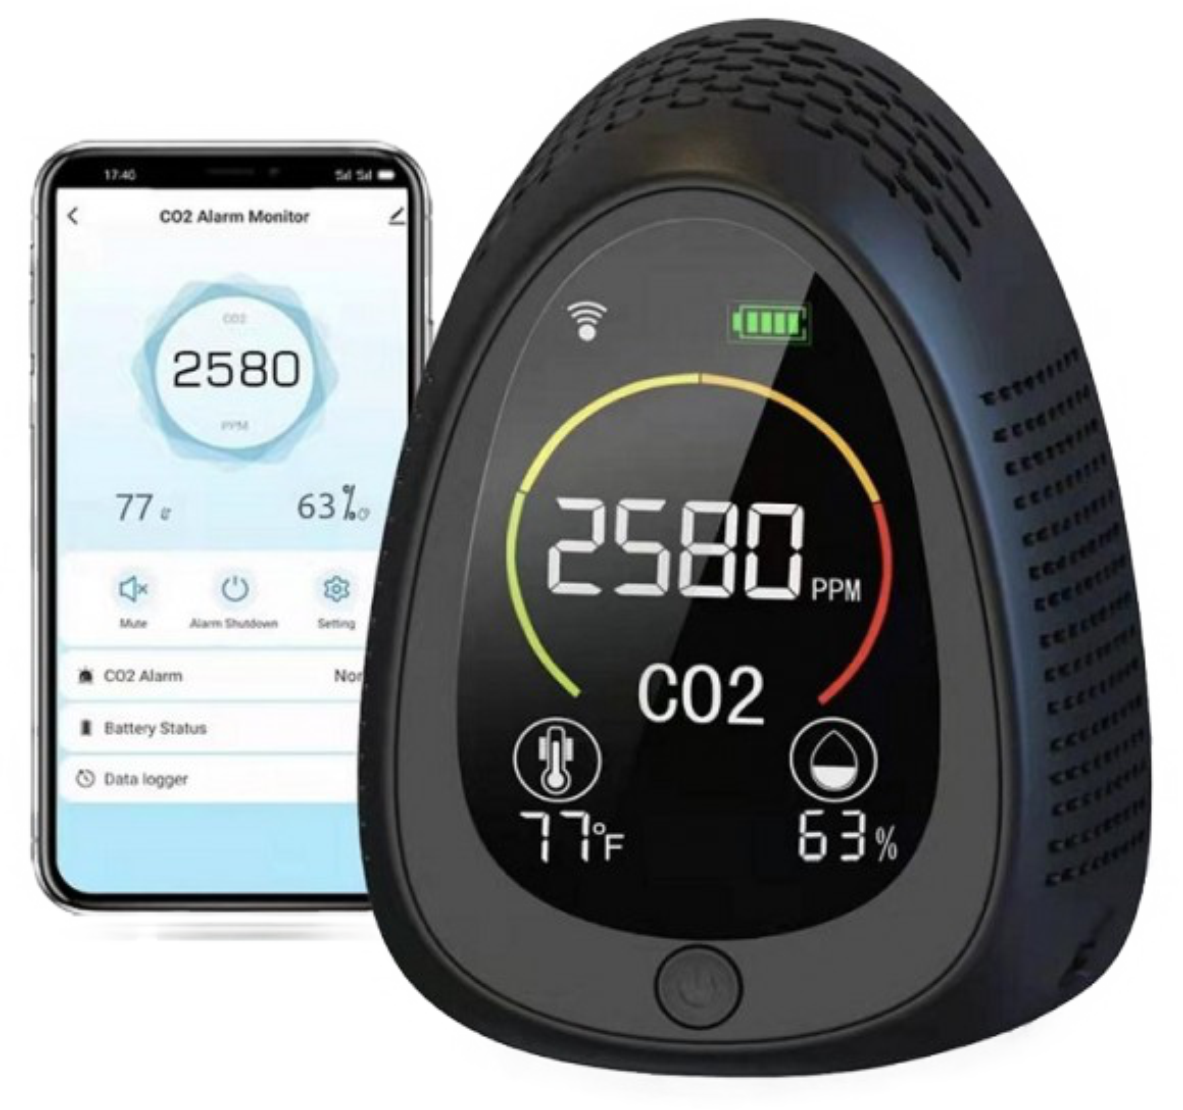 17:40
CO2 Alarm Monitor
CO2
2580
PPM
77
63%
Mute
Alarm Shutdown
Setting
CO2 Alarm
Nor
Battery Status
Data logger
2580 PPM
CO2
77°F
63%